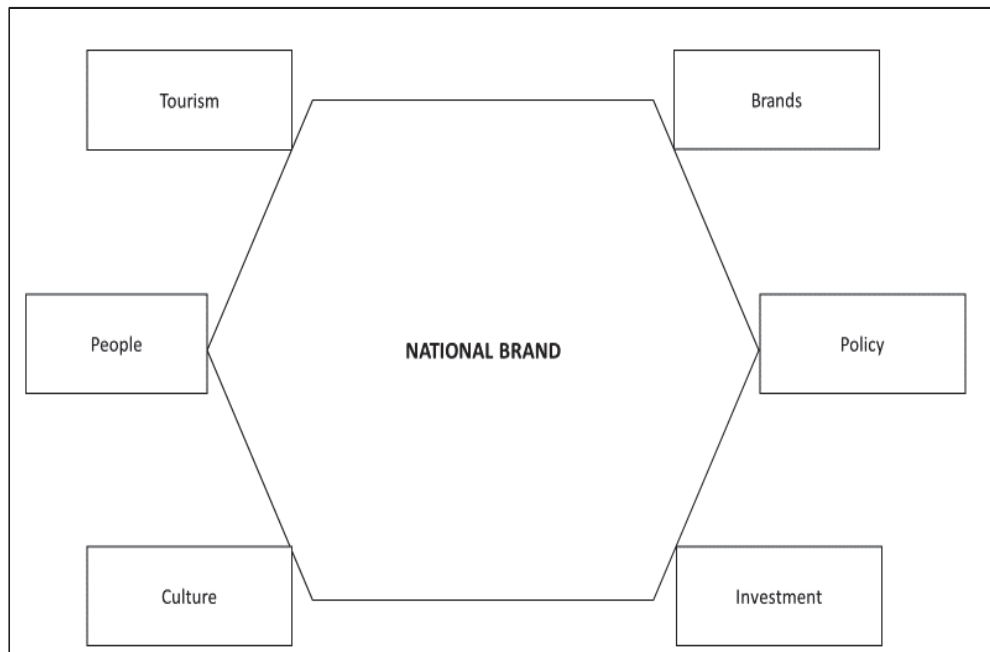 Tourism
Brands
People
NATIONAL BRAND
Policy
Culture
Investment